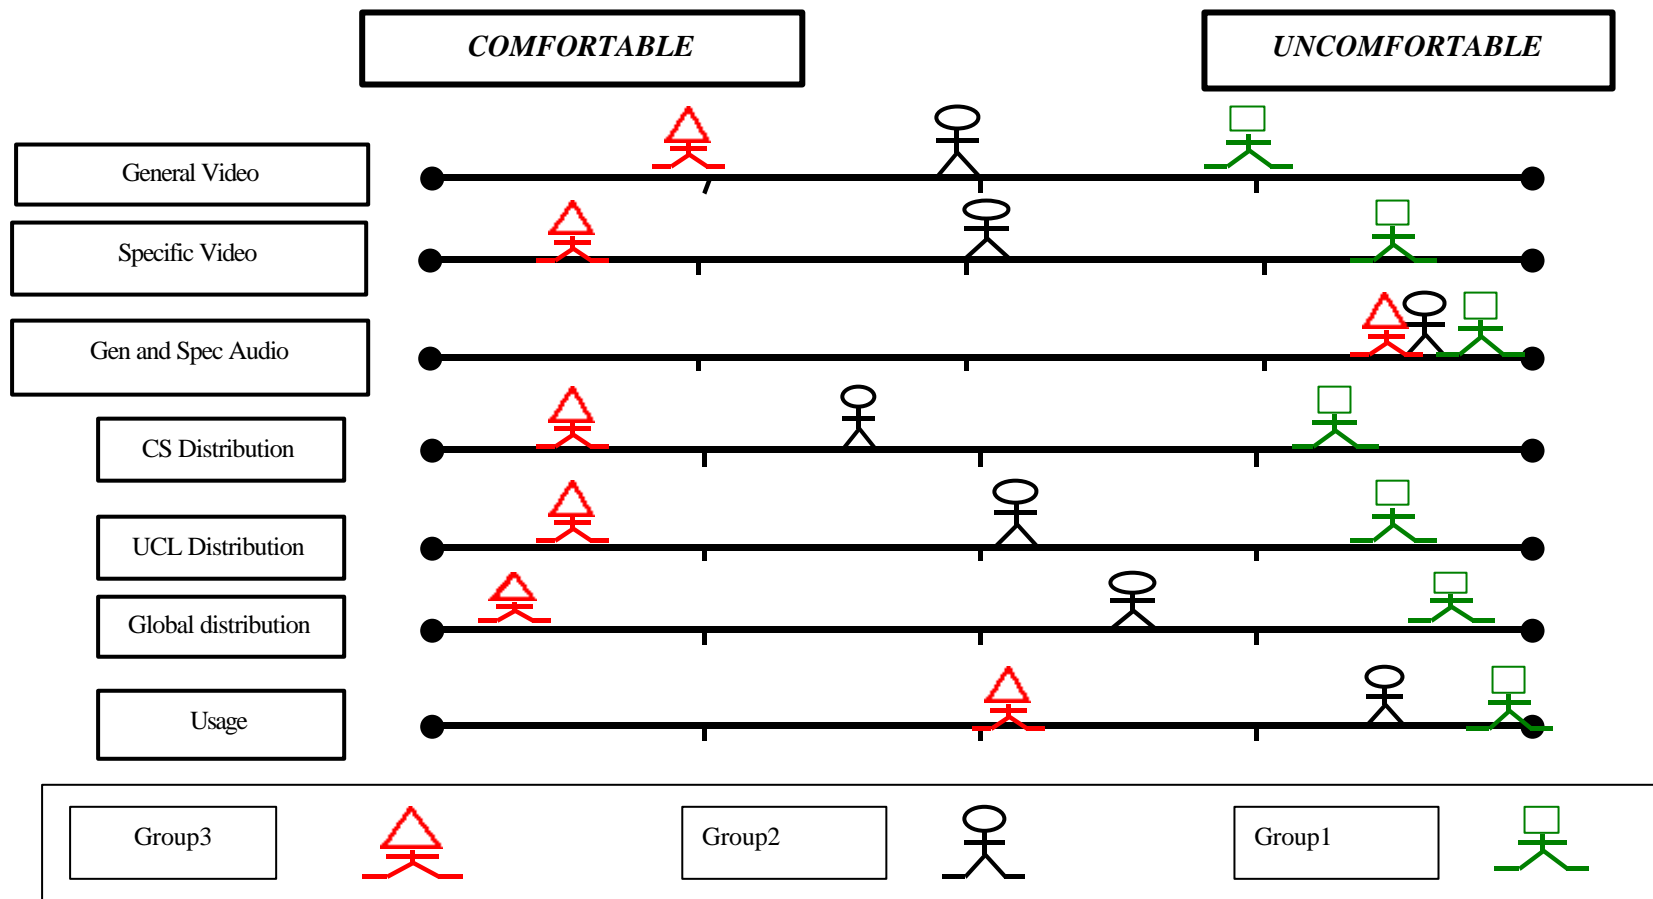 COMFORTABLE
UNCOMFORTABLE
General Video
Specific Video
Gen and Spec Audio
CS Distribution
UCL Distribution
Global distribution
Usage
Group3
Group2
Group1